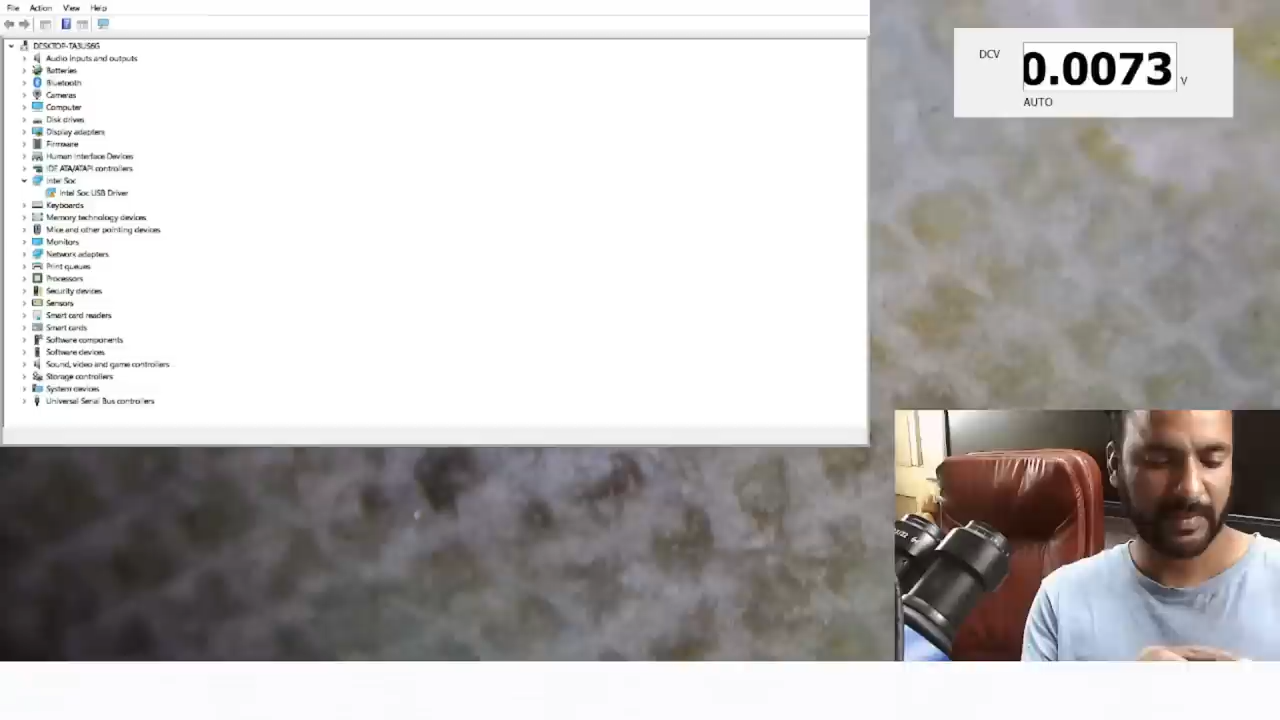 File Action View Help
DESKTOP-TA3US6G
Audio inputs and outputs
Batteries
Bluetooth
Cameras
Computer
Disk drives
Display adapters
Firmware
Human Interface Devices
IDE ATA/ATAPI controllers
Intel Soc
Intel Soc USB Driver
Keyboards
Memory technology devices
Mice and other pointing devices
Monitors
Network adapters
Print queues
Processors
Security devices
Sensors
Smart card readers
Smart cards
Software components
Software devices
Sound, video and game controllers
Storage controllers
System devices
Universal Serial Bus controllers
DCV 0.0073 V
AUTO